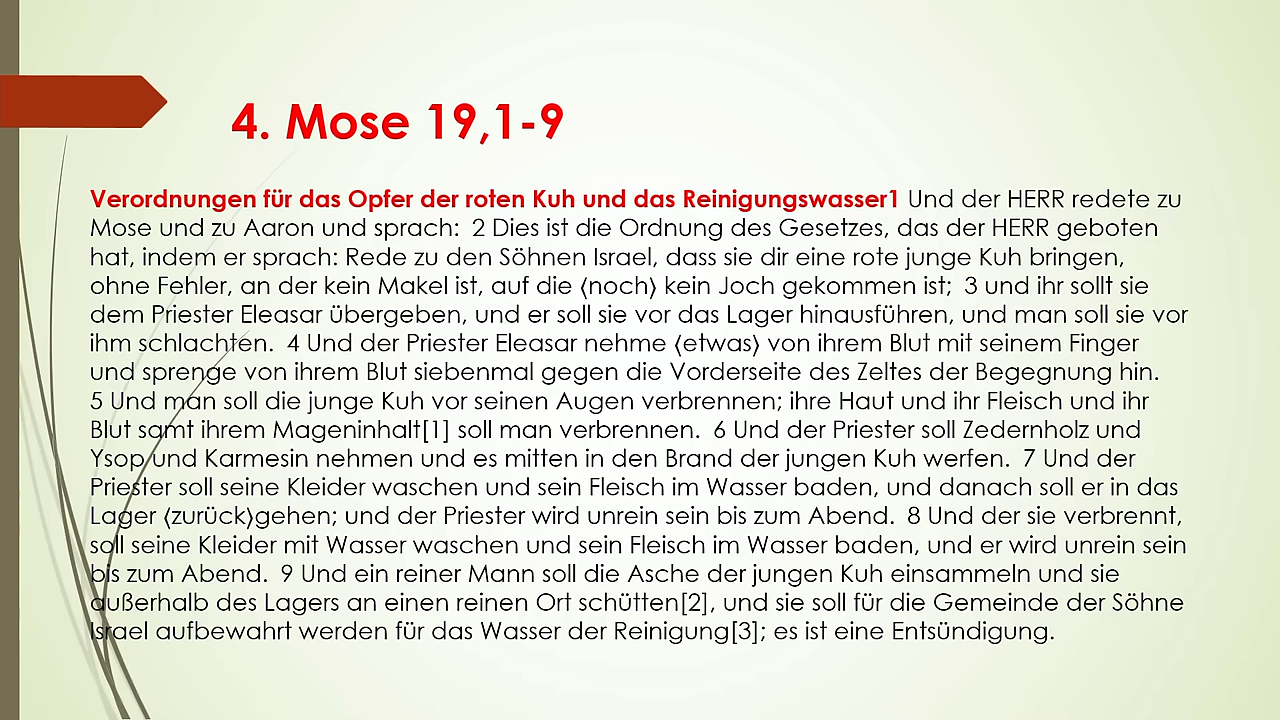 4. Mose 19,1-9
Verordnungen für das Opfer der roten Kuh und das Reinigungswasser1 Und der HERR redete zu
Mose und zu Aaron und sprach:  2 Dies ist die Ordnung des Gesetzes, das der HERR geboten
hat, indem er sprach: Rede zu den Söhnen Israel, dass sie dir eine rote junge Kuh bringen,
ohne Fehler, an der kein Makel ist, auf die ⟨noch⟩ kein Joch gekommen ist;  3 und ihr sollt sie
dem Priester Eleasar übergeben, und er soll sie vor das Lager hinausführen, und man soll sie vor
ihm schlachten.  4 Und der Priester Eleasar nehme ⟨etwas⟩ von ihrem Blut mit seinem Finger
und sprenge von ihrem Blut siebenmal gegen die Vorderseite des Zeltes der Begegnung hin.
5 Und man soll die junge Kuh vor seinen Augen verbrennen; ihre Haut und ihr Fleisch und ihr
Blut samt ihrem Mageninhalt[1] soll man verbrennen.  6 Und der Priester soll Zedernholz und
Ysop und Karmesin nehmen und es mitten in den Brand der jungen Kuh werfen.  7 Und der
Priester soll seine Kleider waschen und sein Fleisch im Wasser baden, und danach soll er in das
Lager ⟨zurück⟩gehen; und der Priester wird unrein sein bis zum Abend.  8 Und der sie verbrennt,
soll seine Kleider mit Wasser waschen und sein Fleisch im Wasser baden, und er wird unrein sein
bis zum Abend.  9 Und ein reiner Mann soll die Asche der jungen Kuh einsammeln und sie
außerhalb des Lagers an einen reinen Ort schütten[2], und sie soll für die Gemeinde der Söhne
Israel aufbewahrt werden für das Wasser der Reinigung[3]; es ist eine Entsündigung.